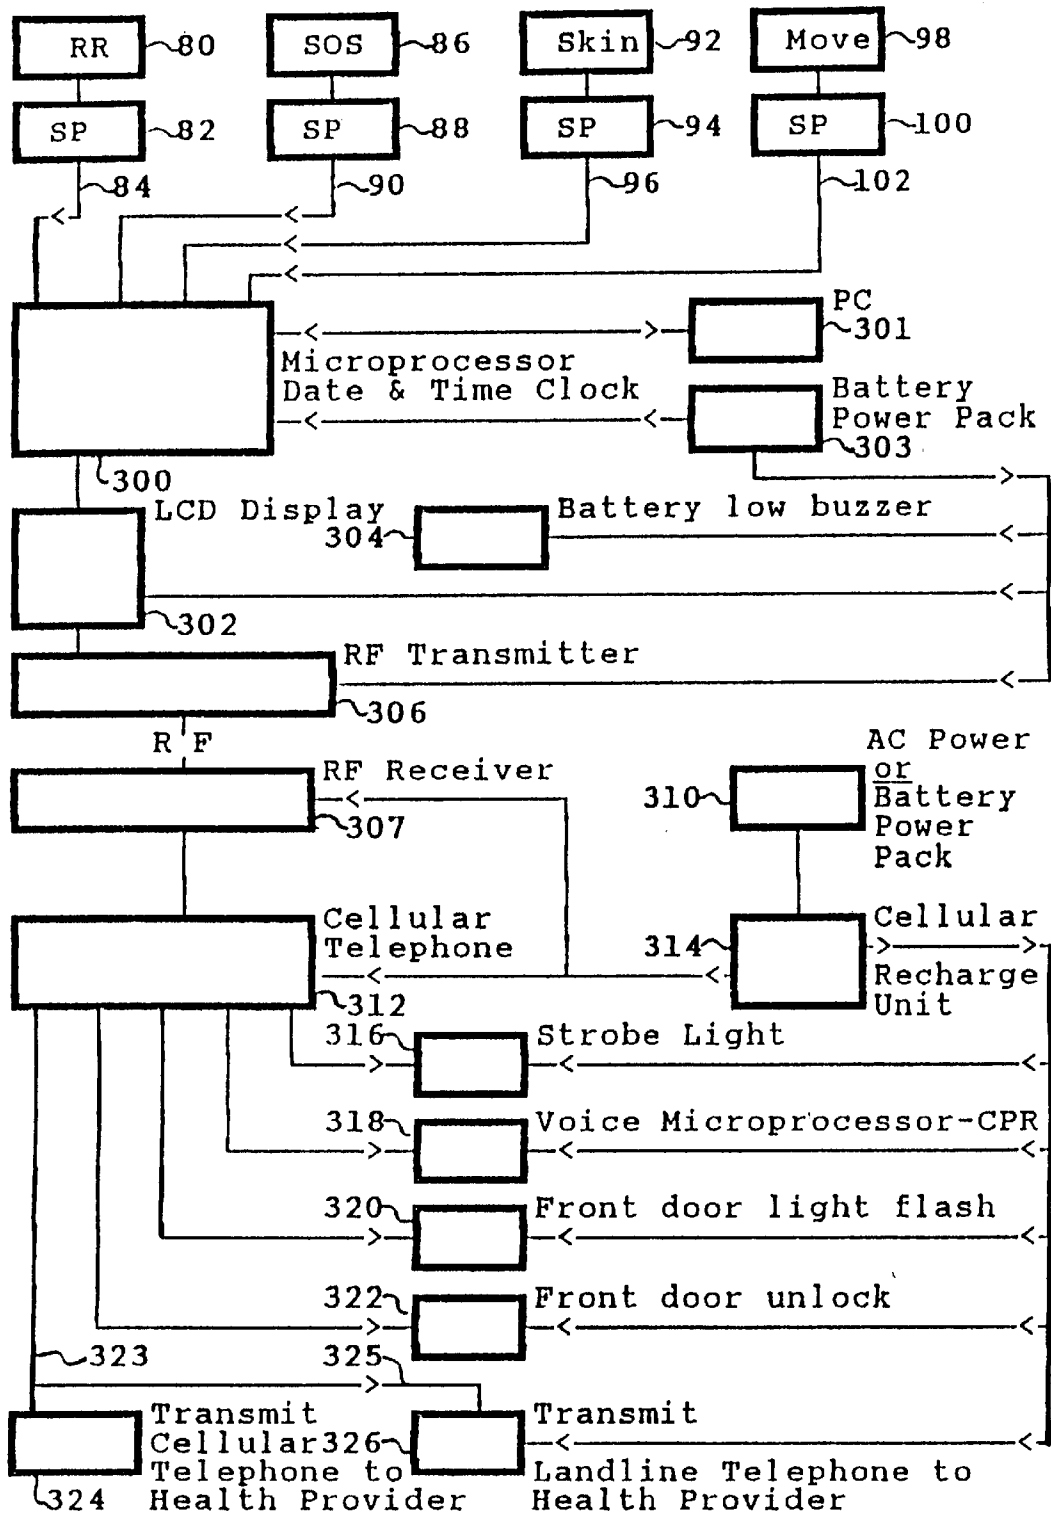 RR 80 SOS 86 Skin 92 Move 98
SP 82 SP 88 SP 94 SP 100
84 90 96 102
PC
301
Microprocessor
Date & Time Clock
Battery
Power Pack
303
300
LCD Display
304
Battery low buzzer
302
RF Transmitter
306
R F
AC Power
or
Battery
Power
Pack
310
RF Receiver
307
Cellular
Telephone
312
314
Cellular
Recharge
Unit
316 Strobe Light
318 Voice Microprocessor-CPR
320 Front door light flash
322 Front door unlock
323 325
Transmit
Cellular
Telephone to
Health Provider
324
326
Transmit
Landline Telephone to
Health Provider